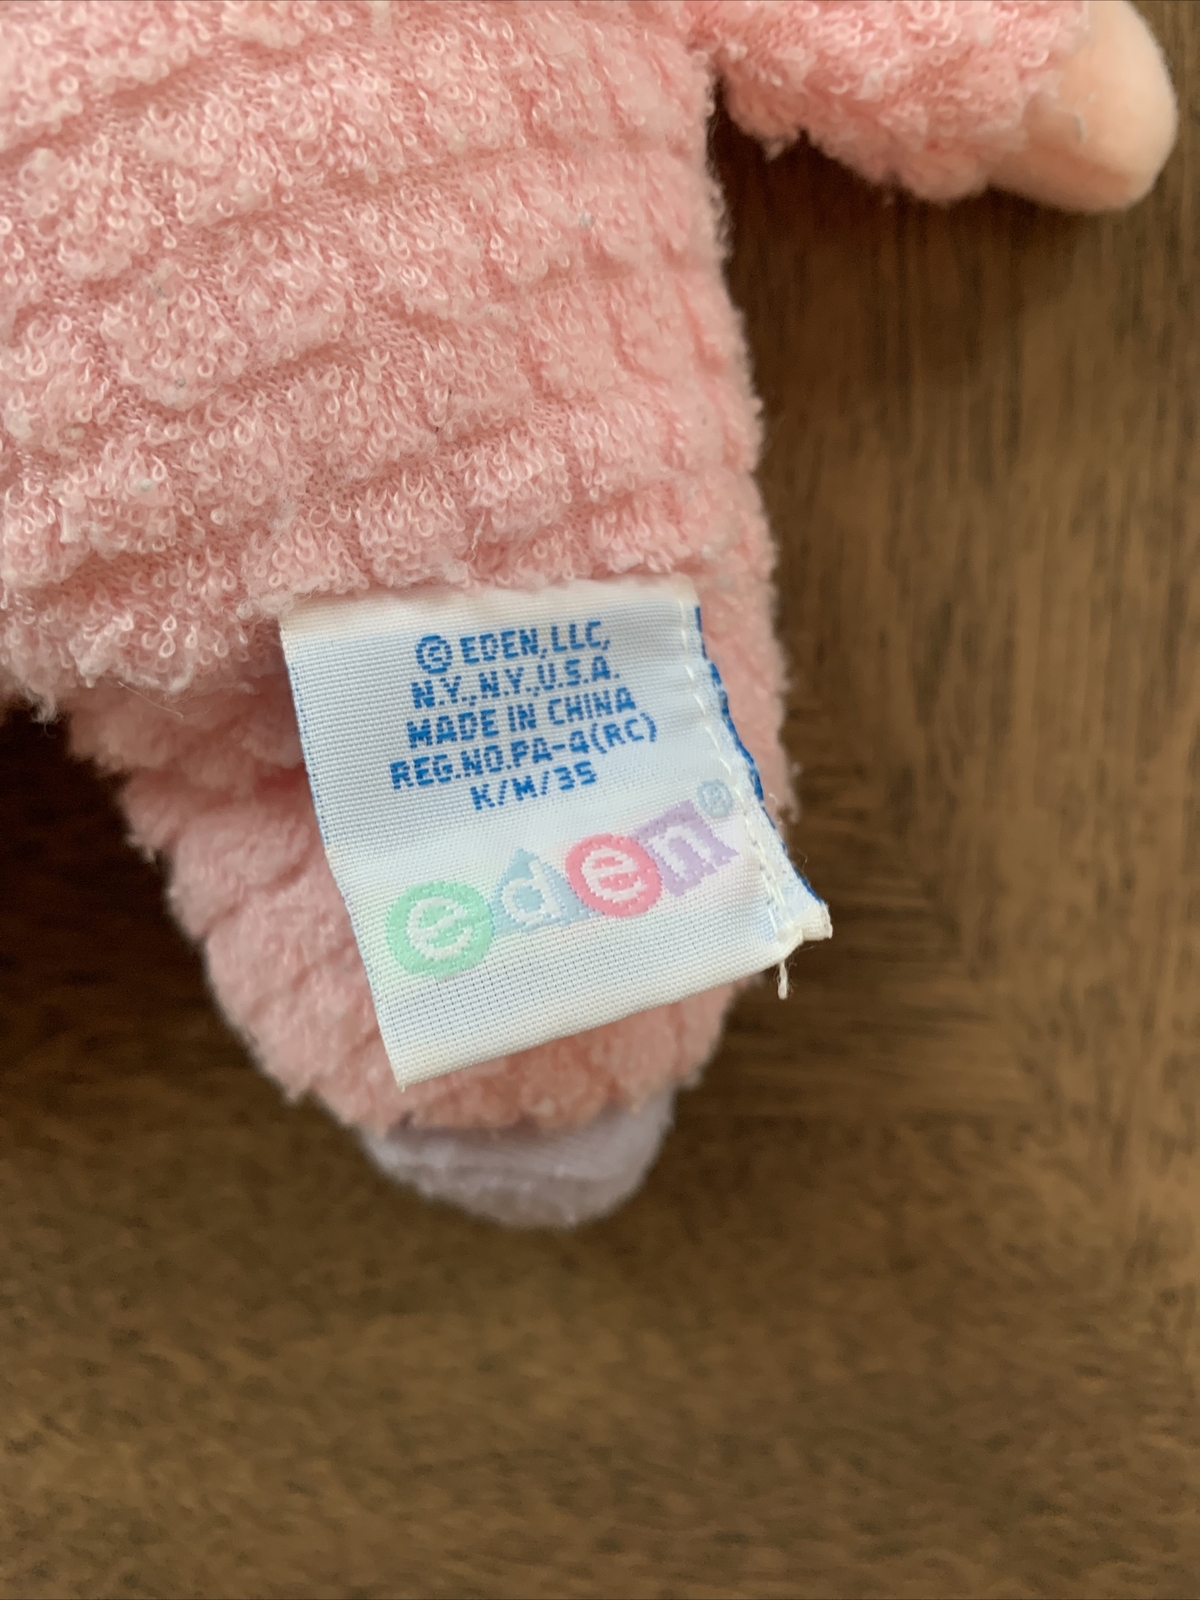 © EDEN, LLC,
N.Y., N.Y., U.S.A.
MADE IN CHINA
REG.NO.PA-4(RC)
K/M/35
eden®